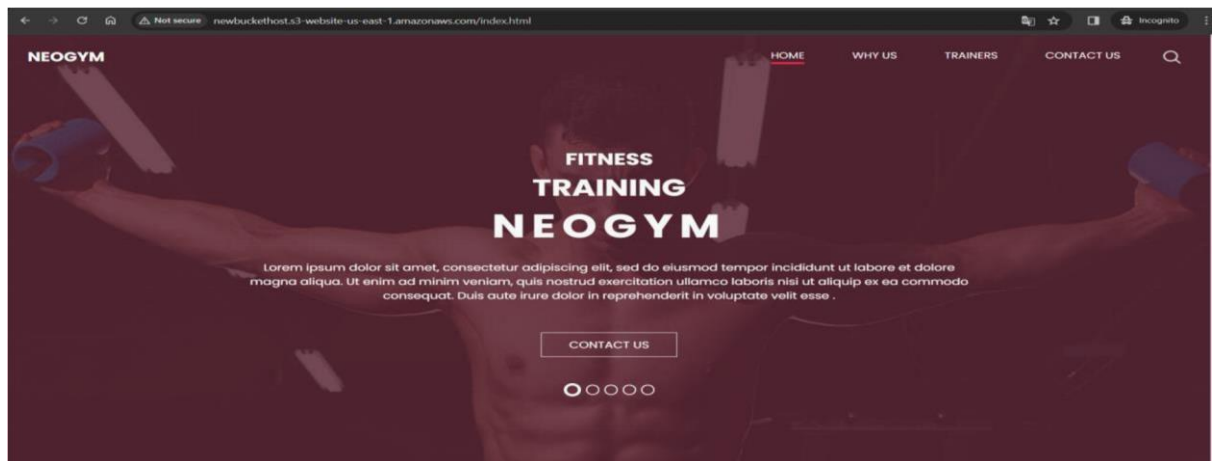 Not secure newbuckethost.s3-website-us-east-1.amazonaws.com/index.html Incognito
NEOGYM HOME WHY US TRAINERS CONTACT US
FITNESS
TRAINING
NEOGYM
Lorem ipsum dolor sit amet, consectetur adipiscing elit, sed do eiusmod tempor incididunt ut labore et dolore
magna aliqua. Ut enim ad minim veniam, quis nostrud exercitation ullamco laboris nisi ut aliquip ex ea commodo
consequat. Duis aute irure dolor in reprehenderit in voluptate velit esse .
CONTACT US